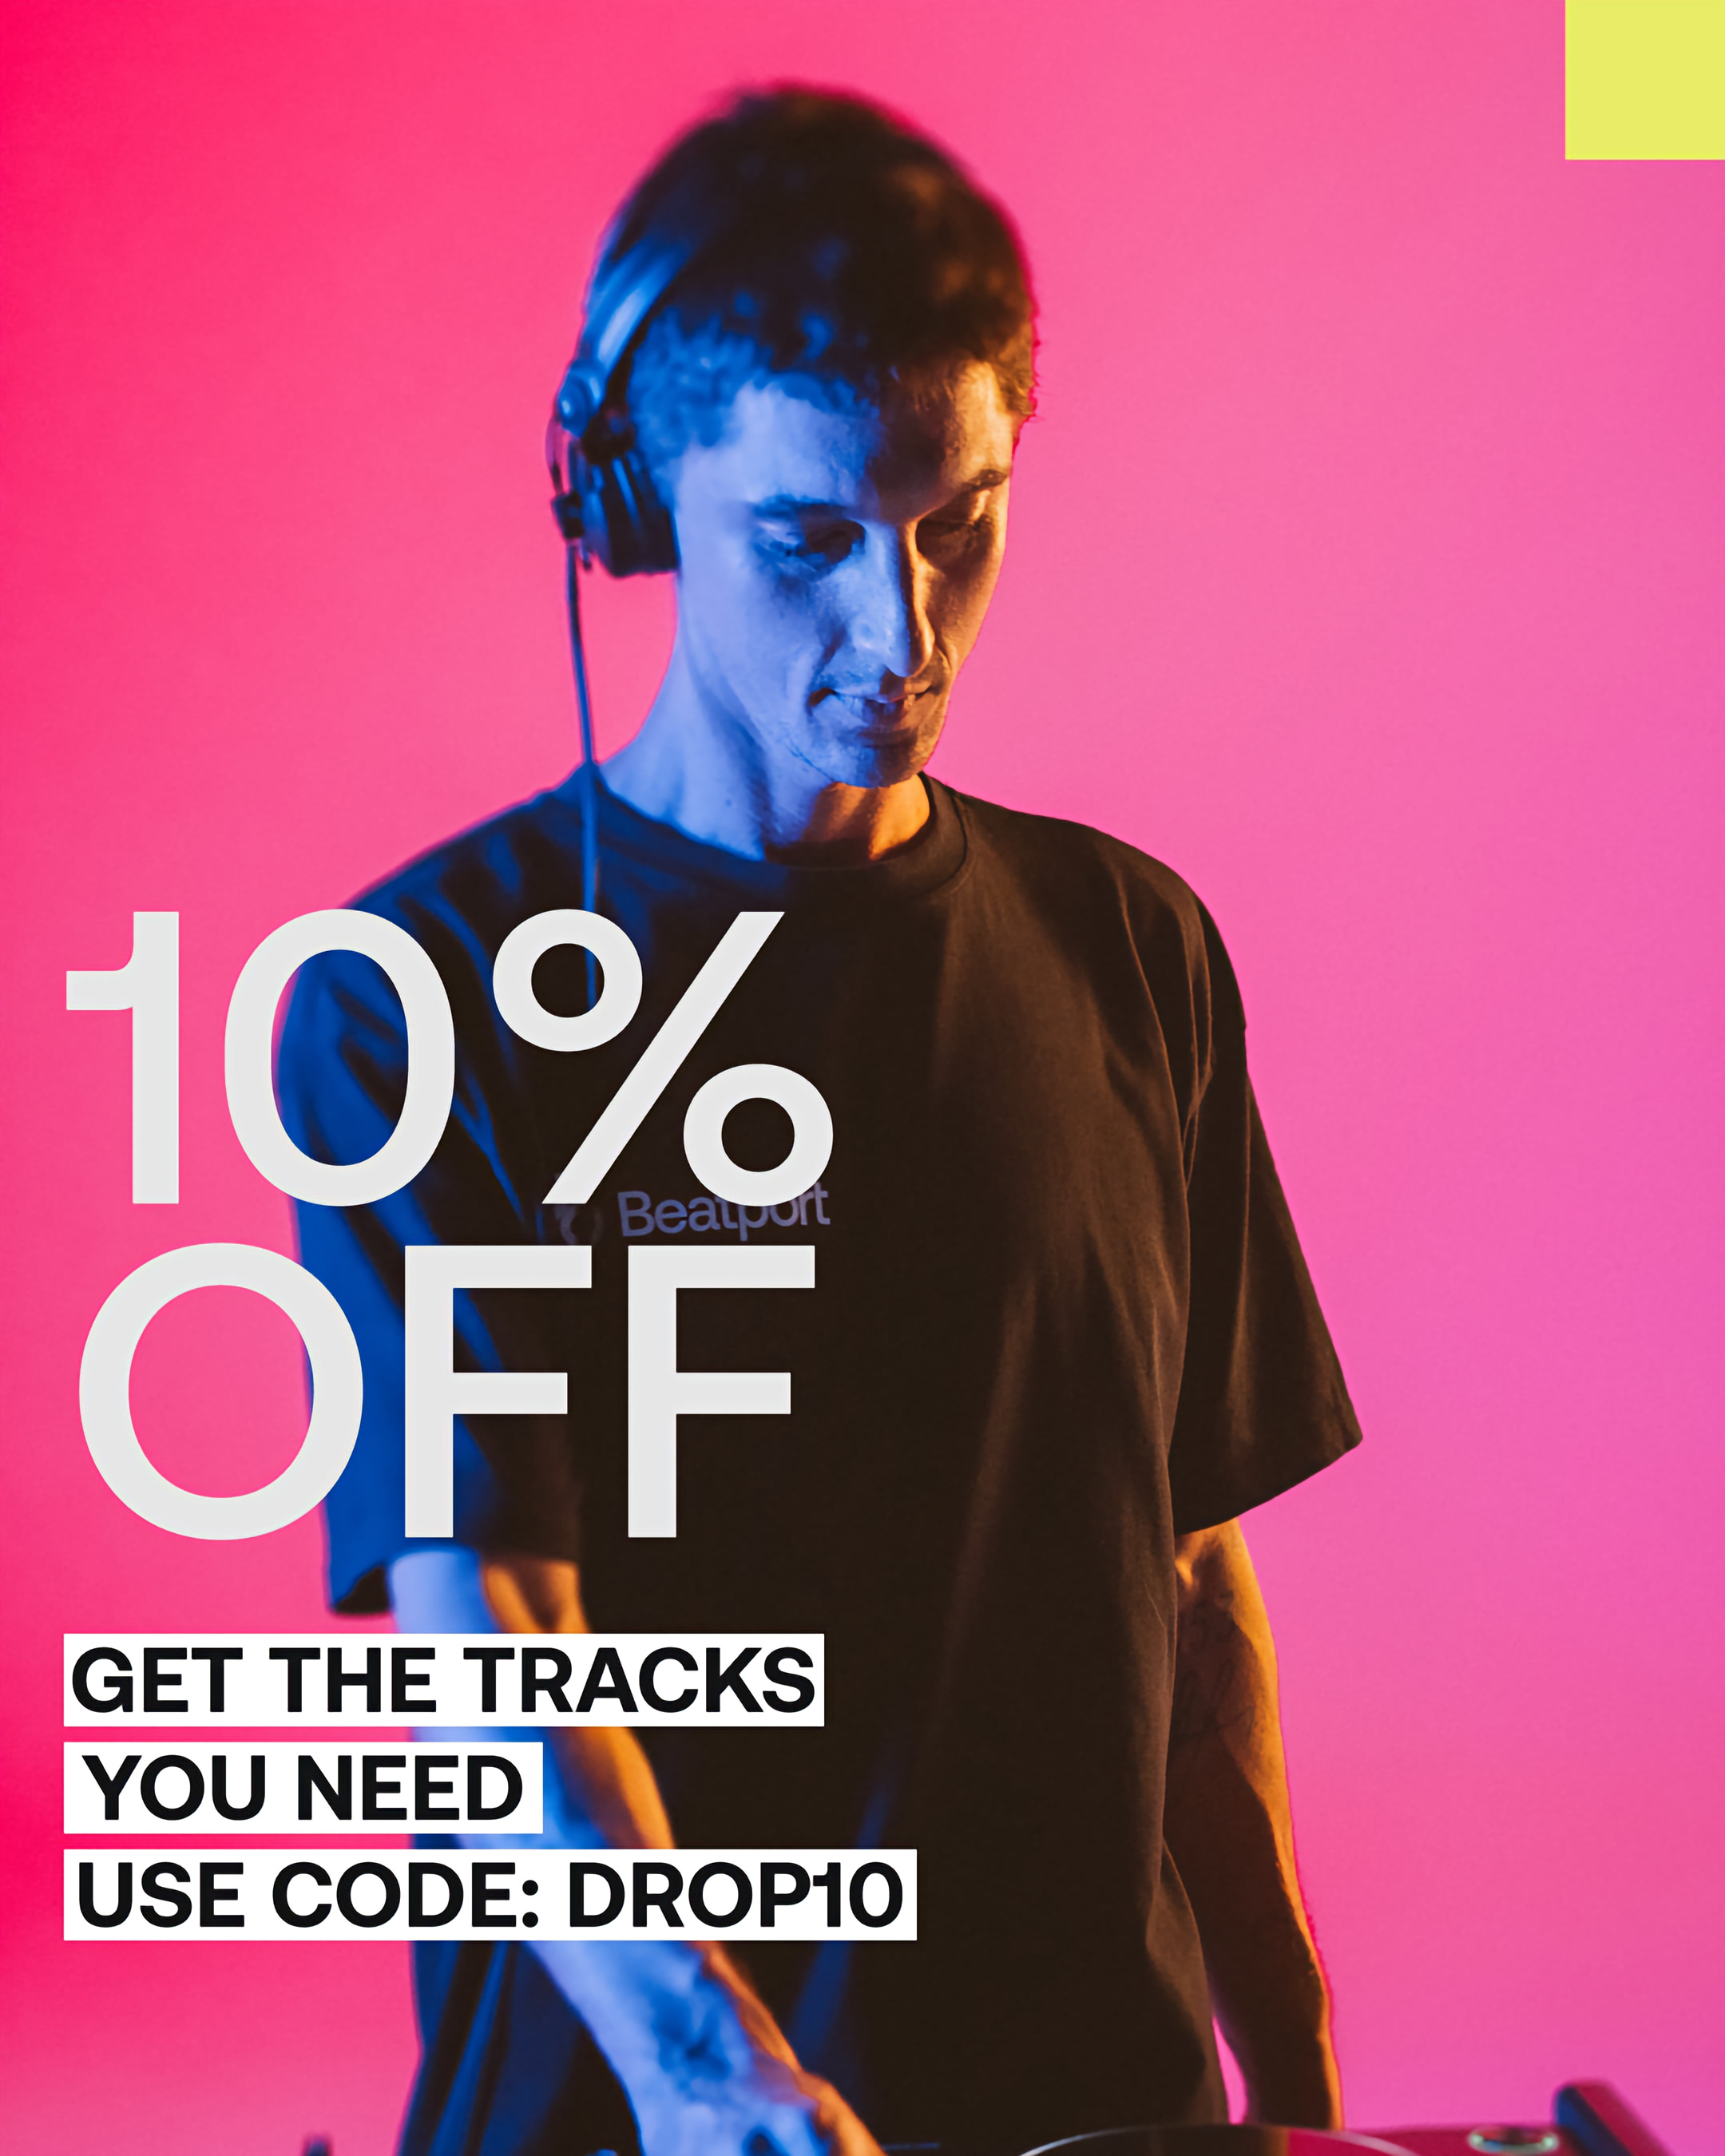 10%
Beatport
OFF
GET THE TRACKS
YOU NEED
USE CODE: DROP10